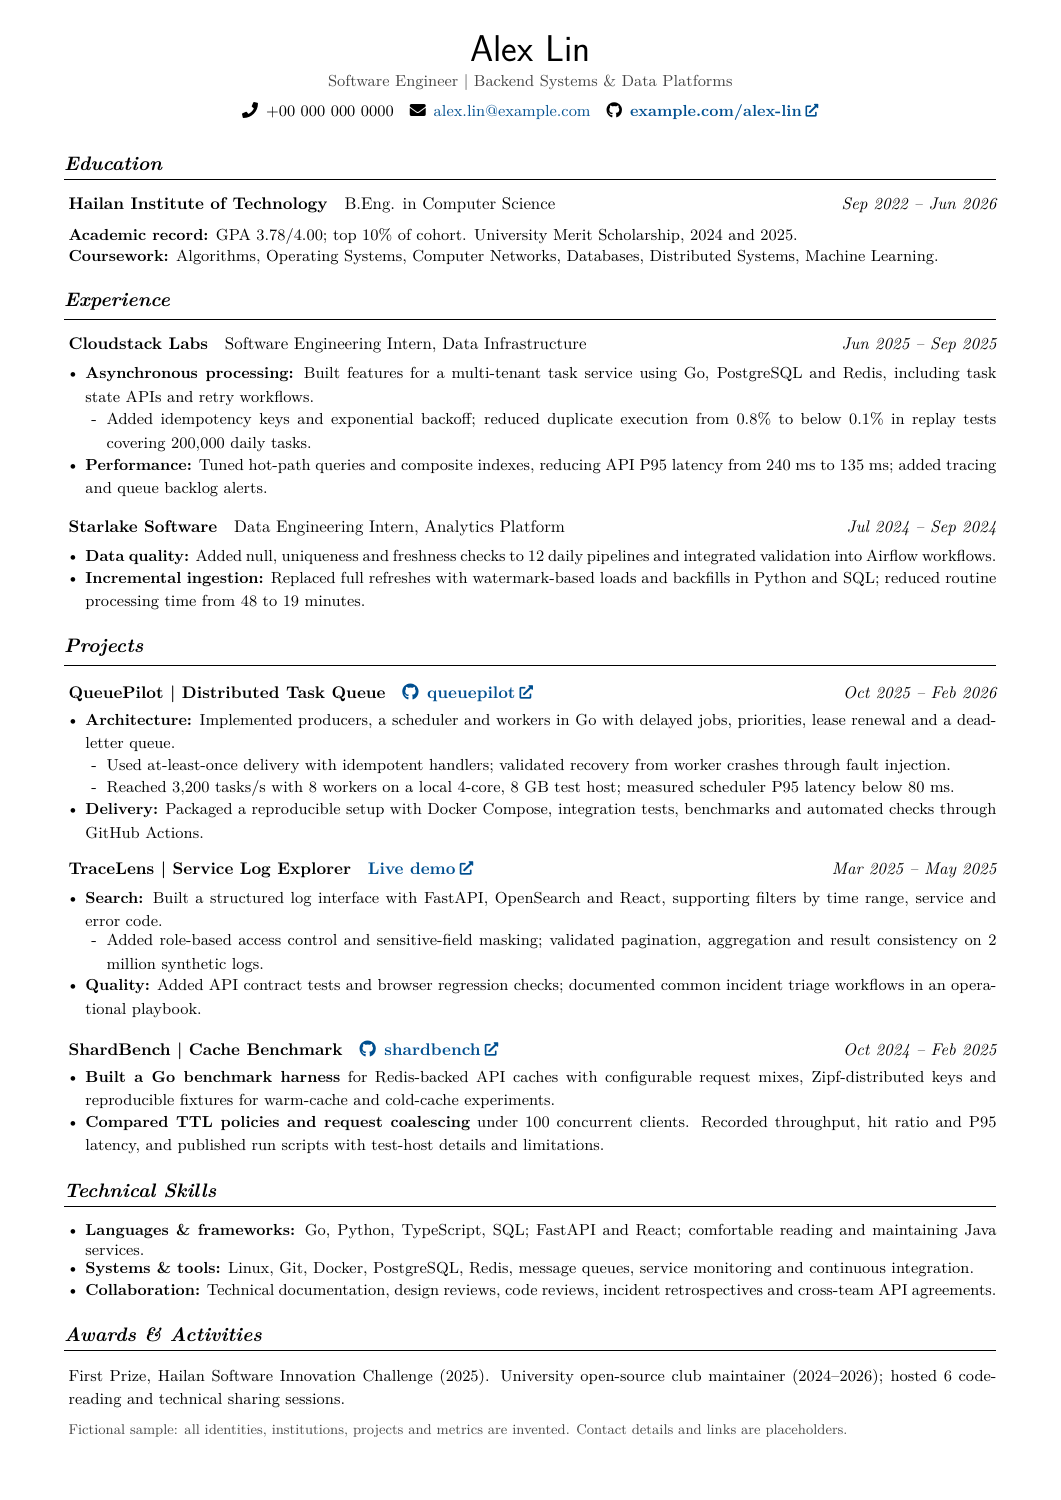 Alex Lin
Software Engineer | Backend Systems & Data Platforms
+00 000 000 0000 alex.lin@example.com example.com/alex-lin
Education
Hailan Institute of Technology B.Eng. in Computer Science Sep 2022 – Jun 2026
Academic record: GPA 3.78/4.00; top 10% of cohort. University Merit Scholarship, 2024 and 2025.
Coursework: Algorithms, Operating Systems, Computer Networks, Databases, Distributed Systems, Machine Learning.
Experience
Cloudstack Labs Software Engineering Intern, Data Infrastructure Jun 2025 – Sep 2025
• Asynchronous processing: Built features for a multi-tenant task service using Go, PostgreSQL and Redis, including task
state APIs and retry workflows.
- Added idempotency keys and exponential backoff; reduced duplicate execution from 0.8% to below 0.1% in replay tests
covering 200,000 daily tasks.
• Performance: Tuned hot-path queries and composite indexes, reducing API P95 latency from 240 ms to 135 ms; added tracing
and queue backlog alerts.
Starlake Software Data Engineering Intern, Analytics Platform Jul 2024 – Sep 2024
• Data quality: Added null, uniqueness and freshness checks to 12 daily pipelines and integrated validation into Airflow workflows.
• Incremental ingestion: Replaced full refreshes with watermark-based loads and backfills in Python and SQL; reduced routine
processing time from 48 to 19 minutes.
Projects
QueuePilot | Distributed Task Queue queuepilot Oct 2025 – Feb 2026
• Architecture: Implemented producers, a scheduler and workers in Go with delayed jobs, priorities, lease renewal and a dead-
letter queue.
- Used at-least-once delivery with idempotent handlers; validated recovery from worker crashes through fault injection.
- Reached 3,200 tasks/s with 8 workers on a local 4-core, 8 GB test host; measured scheduler P95 latency below 80 ms.
• Delivery: Packaged a reproducible setup with Docker Compose, integration tests, benchmarks and automated checks through
GitHub Actions.
TraceLens | Service Log Explorer Live demo Mar 2025 – May 2025
• Search: Built a structured log interface with FastAPI, OpenSearch and React, supporting filters by time range, service and
error code.
- Added role-based access control and sensitive-field masking; validated pagination, aggregation and result consistency on 2
million synthetic logs.
• Quality: Added API contract tests and browser regression checks; documented common incident triage workflows in an opera-
tional playbook.
ShardBench | Cache Benchmark shardbench Oct 2024 – Feb 2025
• Built a Go benchmark harness for Redis-backed API caches with configurable request mixes, Zipf-distributed keys and
reproducible fixtures for warm-cache and cold-cache experiments.
• Compared TTL policies and request coalescing under 100 concurrent clients. Recorded throughput, hit ratio and P95
latency, and published run scripts with test-host details and limitations.
Technical Skills
• Languages & frameworks: Go, Python, TypeScript, SQL; FastAPI and React; comfortable reading and maintaining Java
services.
• Systems & tools: Linux, Git, Docker, PostgreSQL, Redis, message queues, service monitoring and continuous integration.
• Collaboration: Technical documentation, design reviews, code reviews, incident retrospectives and cross-team API agreements.
Awards & Activities
First Prize, Hailan Software Innovation Challenge (2025). University open-source club maintainer (2024–2026); hosted 6 code-
reading and technical sharing sessions.
Fictional sample: all identities, institutions, projects and metrics are invented. Contact details and links are placeholders.